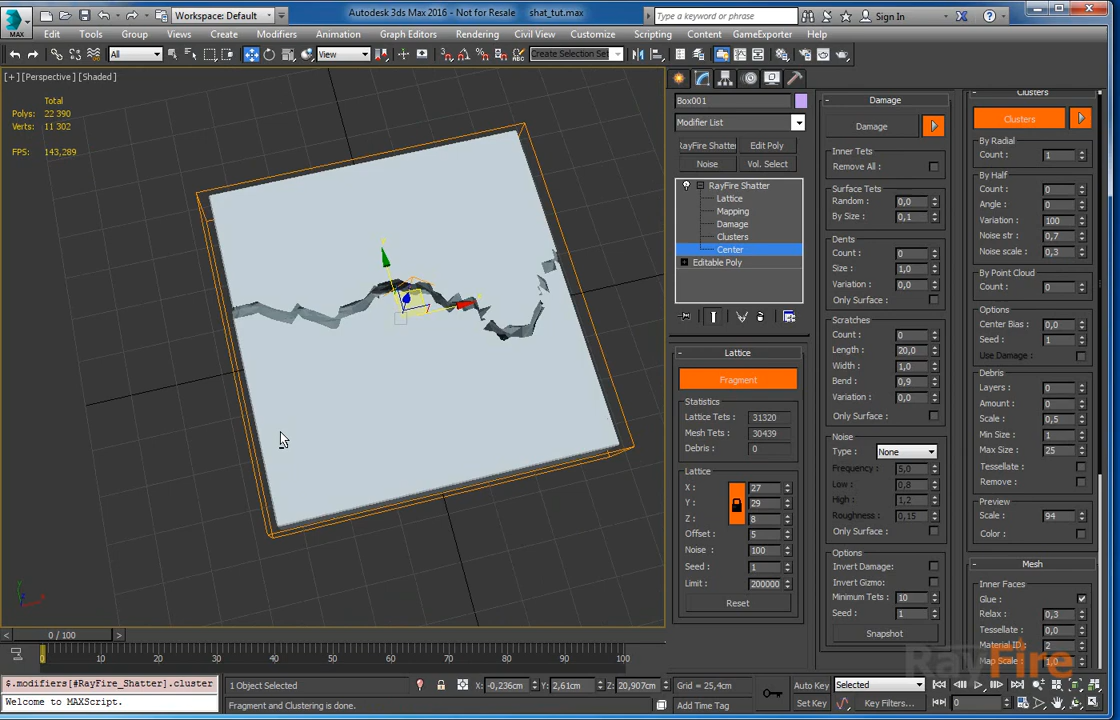 MAX
Workspace: Default
Autodesk 3ds Max 2016 - Not for Resale
shat_tut.max
Type a keyword or phrase
Sign In
Edit
Tools
Group
Views
Create
Modifiers
Animation
Graph Editors
Rendering
Civil View
Customize
Scripting
Content
GameExporter
All
View
Create Selection Set
[+][Perspective][Shaded]
Total
Polys: 22 390
Verts: 11 302
FPS: 143,289
Box001
Modifier List
RayFire Shatter
Edit Poly
Noise
Vol. Select
RayFire Shatter
Lattice
Mapping
Damage
Clusters
Center
Editable Poly
Lattice
Fragment
Statistics
Lattice Tets : 31320
Mesh Tets : 30439
Debris : 0
Lattice
X : 27
Y : 29
Z : 8
Offset : 5
Noise : 100
Seed : 1
Limit : 200000
Reset
Damage
Damage
Inner Tets
Remove All :
Surface Tets
Random : 0,0
By Size : 0,1
Dents
Count : 0
Size : 1,0
Variation : 0,0
Only Surface :
Scratches
Count : 0
Length : 20,0
Width : 1,0
Bend : 0,9
Variation : 0,0
Only Surface :
Noise
Type : None
Frequency : 5,0
Low : 0,8
High : 1,2
Roughness : 0,15
Only Surface :
Options
Invert Damage:
Invert Gizmo:
Minimum Tets : 10
Seed : 1
Snapshot
Clusters
Clusters
By Radial
Count : 1
By Half
Count : 0
Angle : 0
Variation : 100
Noise str : 0,7
Noise scale : 0,3
By Point Cloud
Count : 0
Options
Center Bias : 0,0
Seed : 1
Use Damage :
Debris
Layers : 0
Amount : 0
Scale : 0,5
Min Size : 1
Max Size : 25
Tessellate :
Remove :
Preview
Scale : 94
Color :
Mesh
Inner Faces
Glue :
Relax : 0,3
Tessellate : 0,0
Material ID : 2
Map Scale : 1,0
RayFire
0 / 100
0 10 20 30 40 50 60 70 80 90 100
$.modifiers[#RayFire_Shatter].cluster
Welcome to MAXScript.
1 Object Selected
X: -0,236cm
Y: 2,61cm
Z: 20,907cm
Grid = 25,4cm
Auto Key
Selected
Fragment and Clustering is done.
Add Time Tag
Set Key
Key Filters...
0